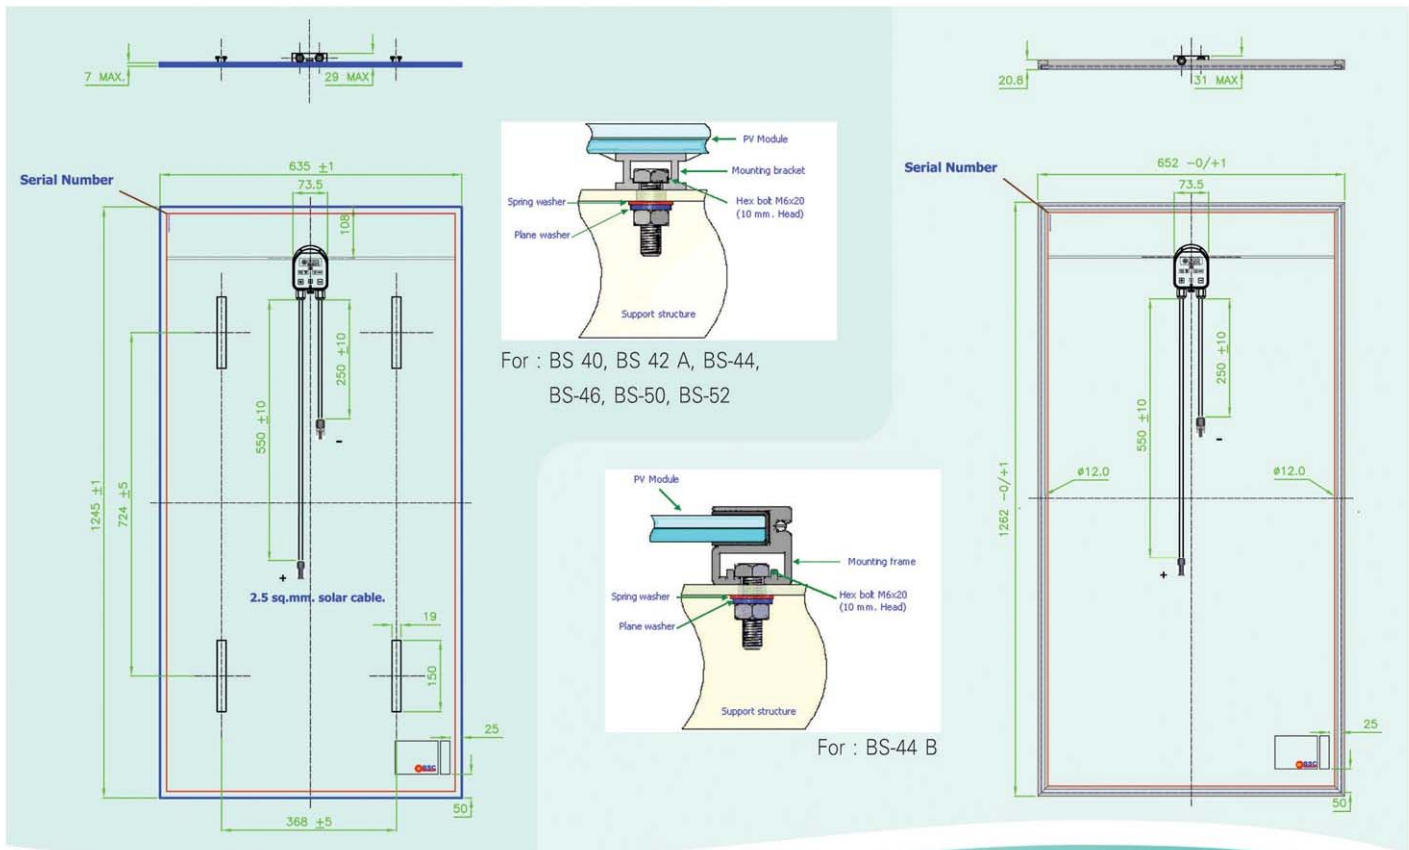 7 MAX.
29 MAX
635 ±1
73.5
Serial Number
108
250 ±10
550 ±10
1245 ±1
724 ±5
-
+
2.5 sq.mm. solar cable.
19
150
25
BSC
50
368 ±5
PV Module
Mounting bracket
Spring washer
Hex bolt M6x20
(10 mm. Head)
Plane washer
Support structure
For : BS 40, BS 42 A, BS-44,
BS-46, BS-50, BS-52
PV Module
Mounting frame
Spring washer
Hex bolt M6x20
(10 mm. Head)
Plane washer
Support structure
For : BS-44 B
20.8
31 MAX
652 -0/+1
73.5
Serial Number
250 ±10
550 ±10
1262 -0/+1
ø12.0
ø12.0
-
+
25
BSC
50